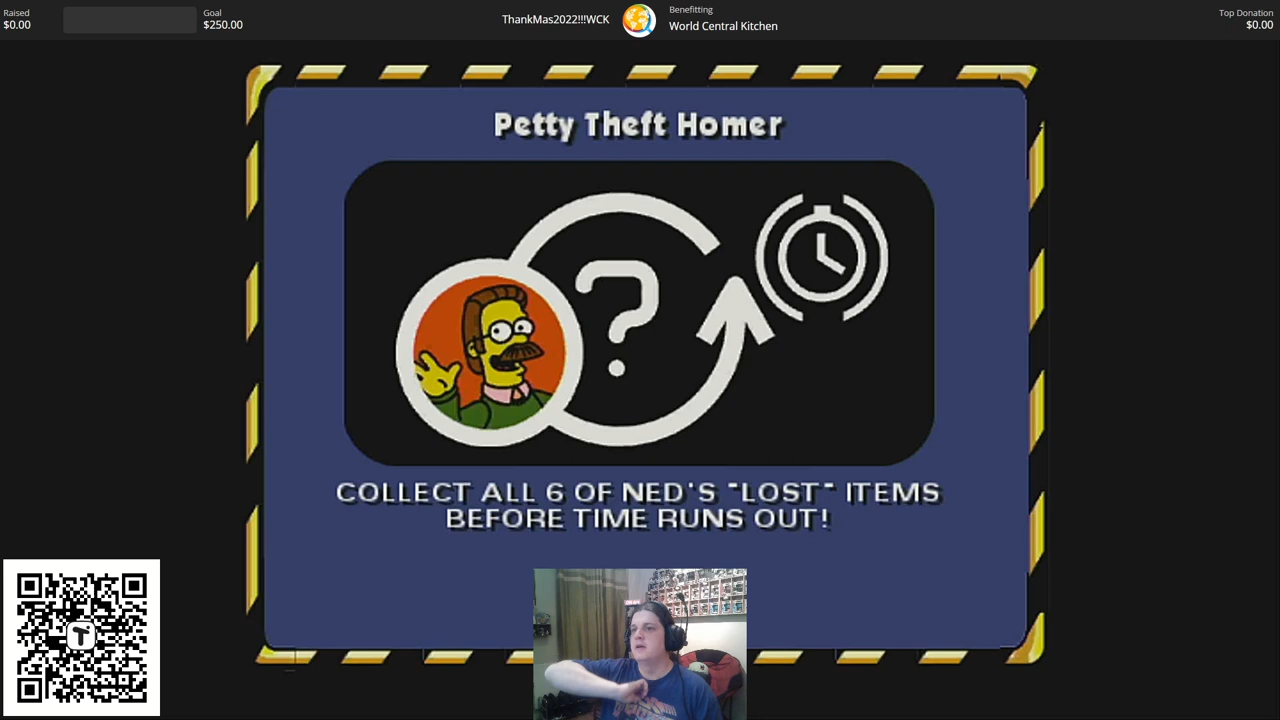 Raised
$0.00
Goal
$250.00
ThankMas2022!!!WCK
Benefitting
World Central Kitchen
Top Donation
$0.00
Petty Theft Homer
?
COLLECT ALL 6 OF NED'S "LOST" ITEMS
BEFORE TIME RUNS OUT!
T